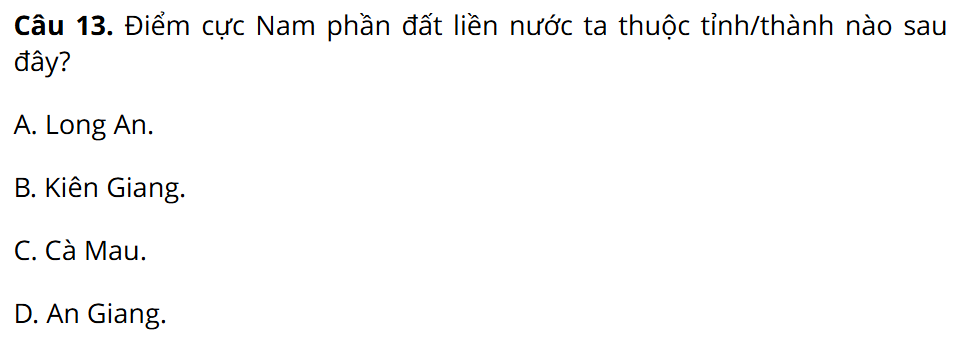 Câu 13. Điểm cực Nam phần đất liền nước ta thuộc tỉnh/thành nào sau
đây?
A. Long An.
B. Kiên Giang.
C. Cà Mau.
D. An Giang.